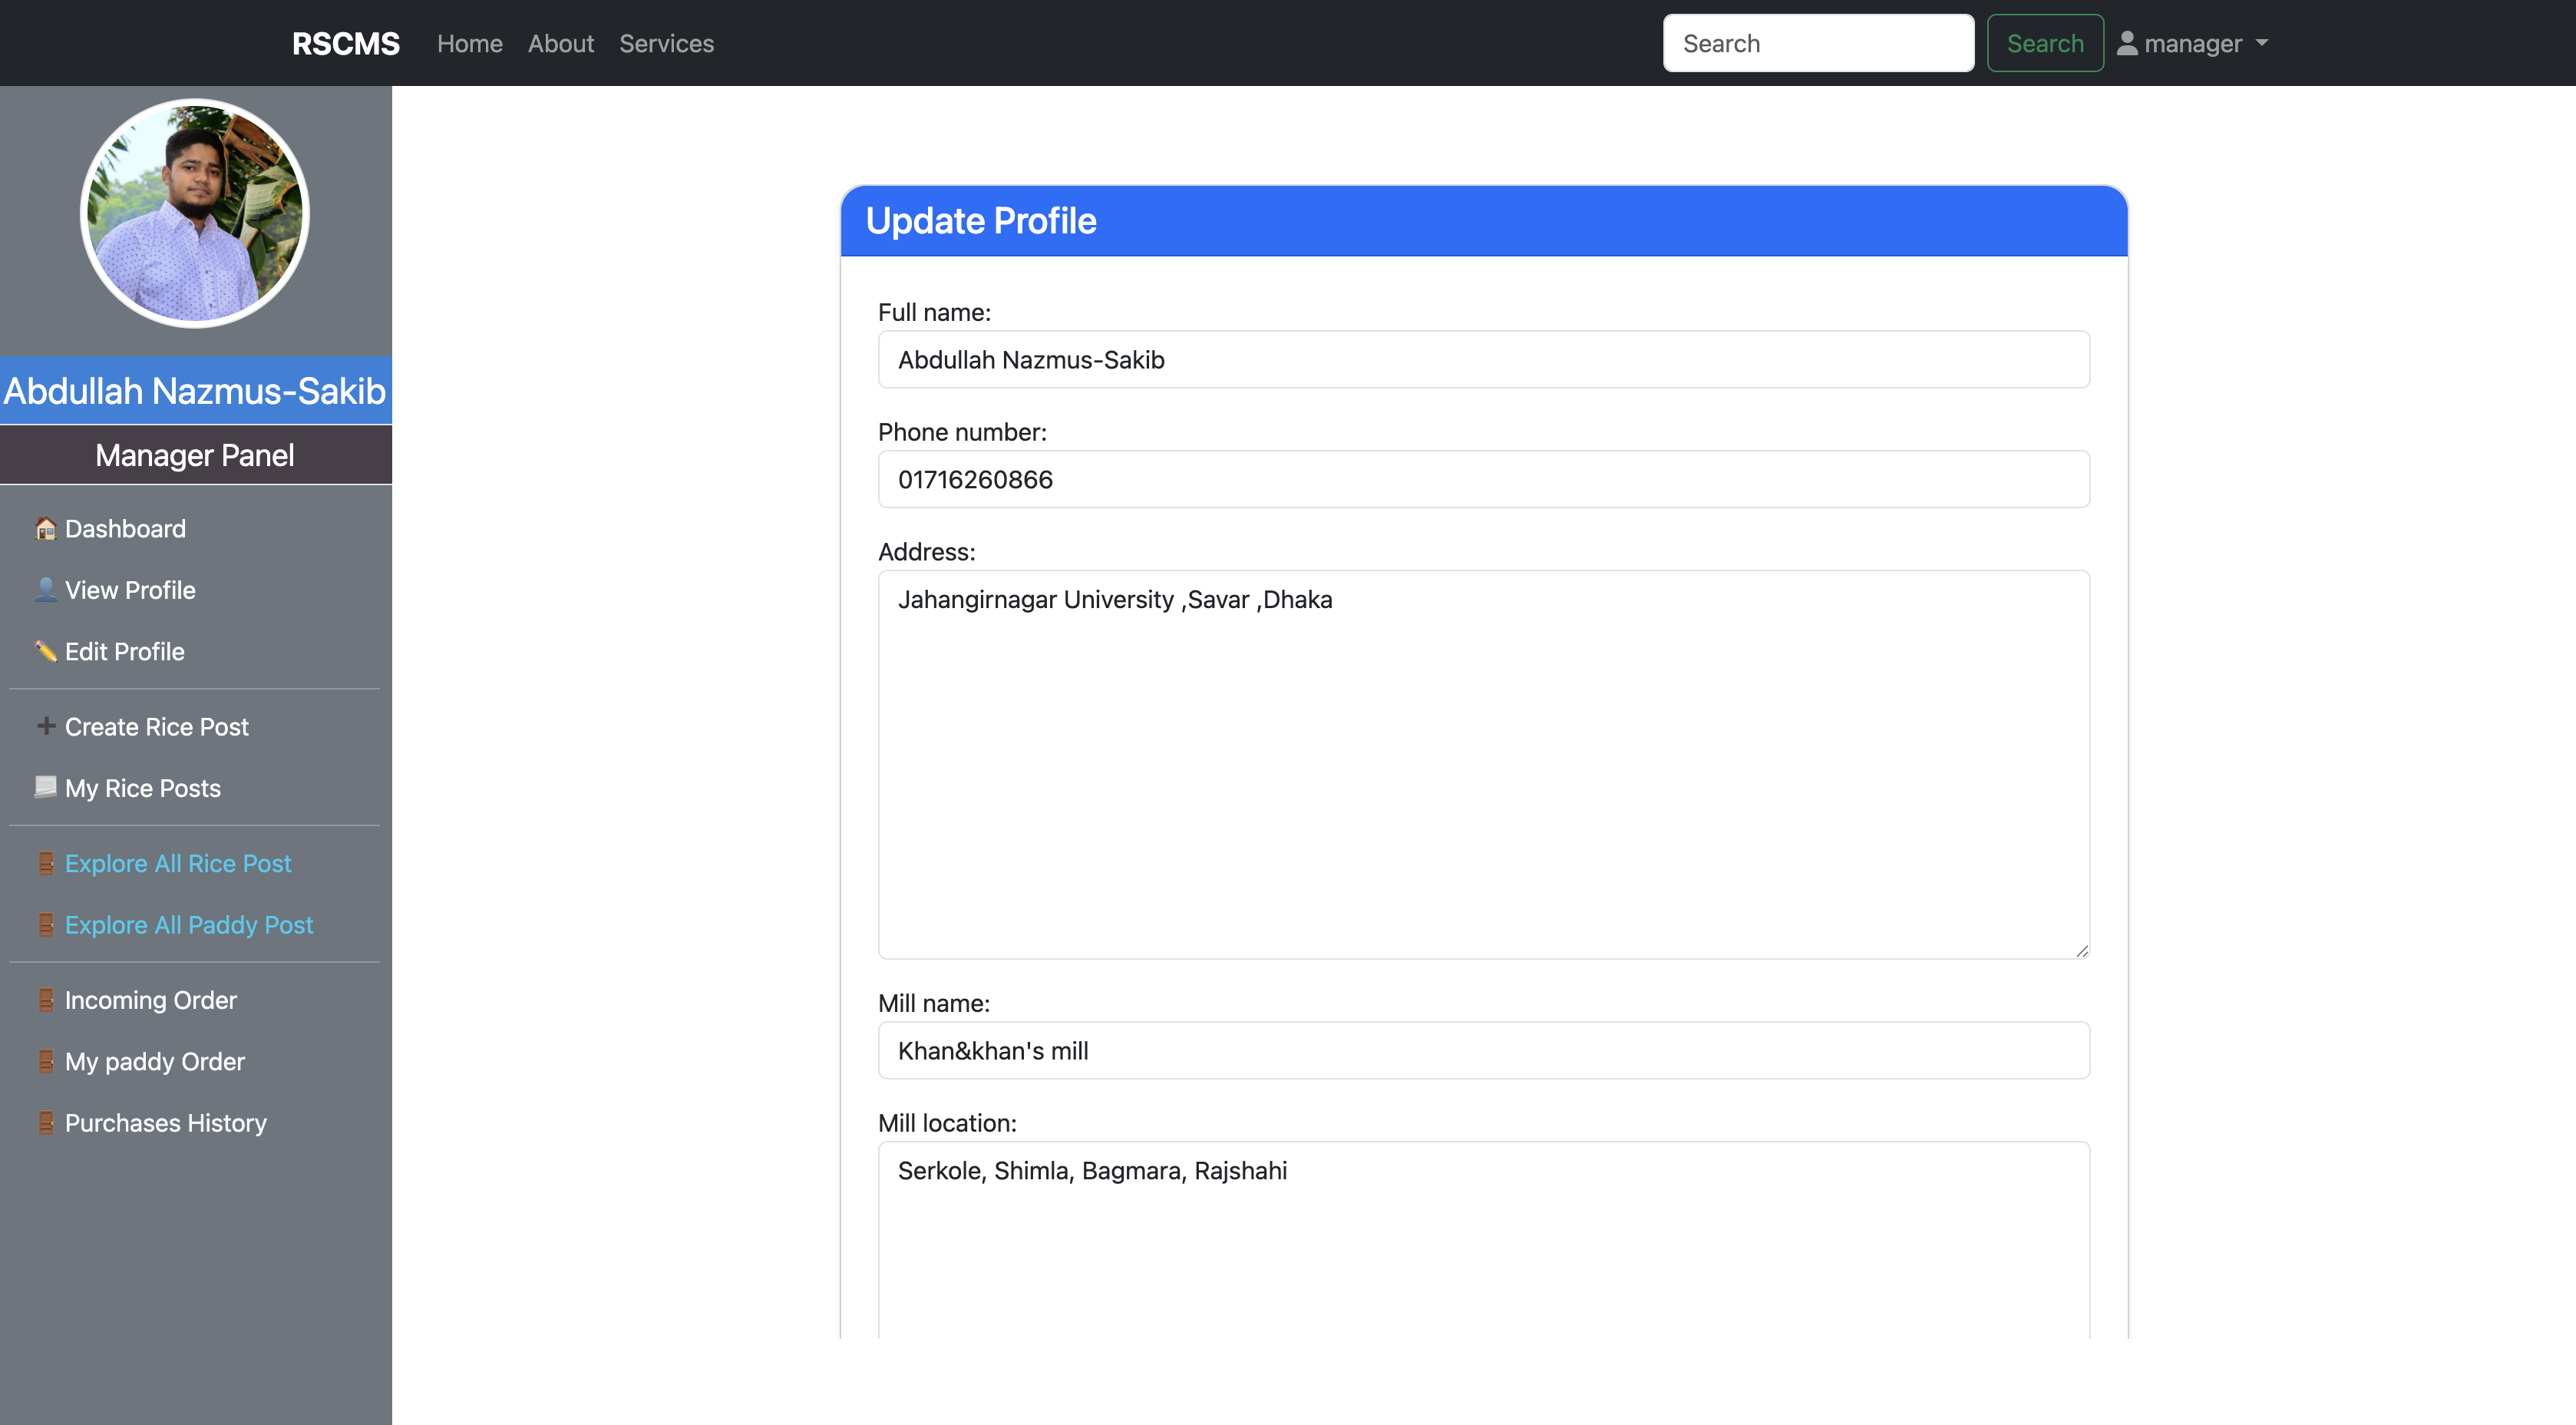 RSCMS Home About Services Search Search manager
Abdullah Nazmus-Sakib
Manager Panel
Dashboard
View Profile
Edit Profile
Create Rice Post
My Rice Posts
Explore All Rice Post
Explore All Paddy Post
Incoming Order
My paddy Order
Purchases History
Update Profile
Full name:
Abdullah Nazmus-Sakib
Phone number:
01716260866
Address:
Jahangirnagar University ,Savar ,Dhaka
Mill name:
Khan&khan's mill
Mill location:
Serkole, Shimla, Bagmara, Rajshahi